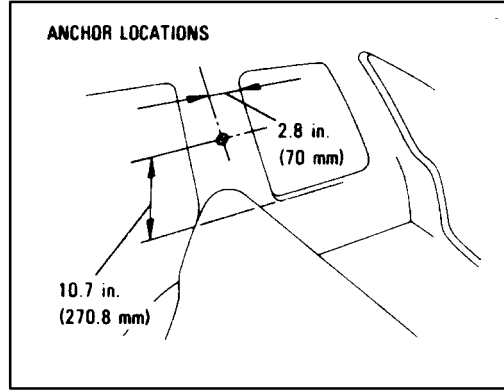 ANCHOR LOCATIONS
2.8 in.
(70 mm)
10.7 in.
(270.8 mm)